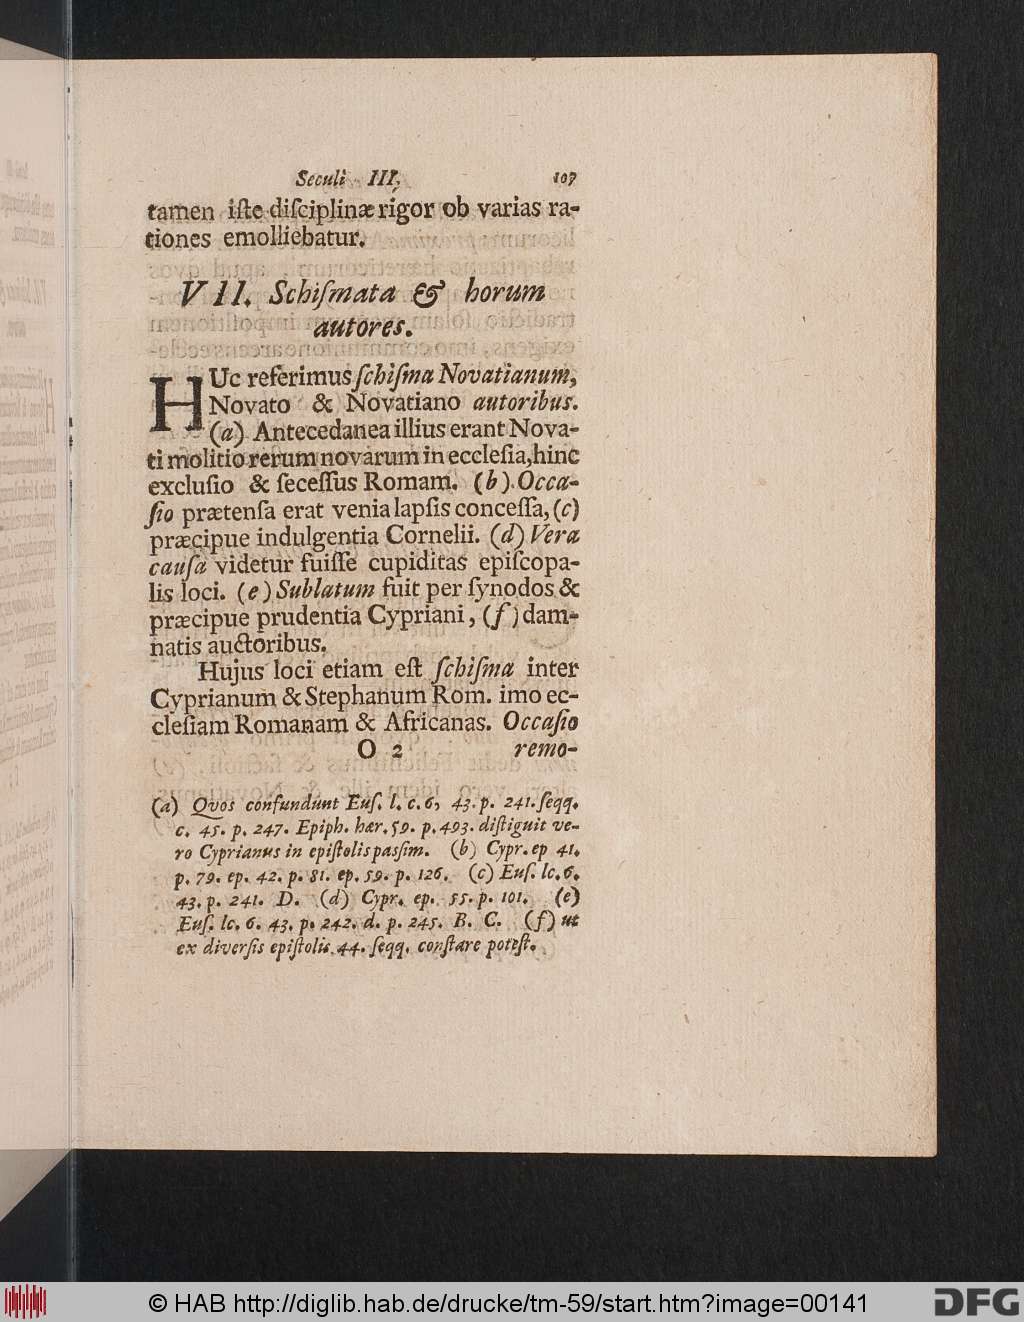 Seculi III, 107
tamen iſte diſciplinæ rigor ob varias ra-
tiones emolliebatur.
VII. Schiſmata & horum
autores.
HUc referimus ſchiſma Novatianum,
Novato & Novatiano autoribus.
(a) Antecedanea illius erant Nova-
ti molitio rerum novarum in eccleſia, hinc
excluſio & ſeceſſus Romam. (b) Occa-
ſio prætenſa erat venia lapſis conceſſa, (c)
præcipue indulgentia Cornelii. (d) Vera
cauſa videtur fuiſſe cupiditas epiſcopa-
lis loci. (e) Sublatum fuit per ſynodos &
præcipue prudentia Cypriani, (f) dam-
natis auctoribus.
Hujus loci etiam eſt ſchiſma inter
Cyprianum & Stephanum Rom. imo ec-
cleſiam Romanam & Africanas. Occaſio
O 2 remo-
(a) Quos confundunt Euſ. l. c. 6, 43. p. 241. ſeqq.
c. 45. p. 247. Epiph. hær. 59. p. 493. diſtiguit ve-
ro Cyprianus in epiſtolis paſſim. (b) Cypr. ep 41.
p. 79. ep. 42. p. 81. ep. 59. p. 126. (c) Euſ. lc. 6.
43. p. 241. D. (d) Cypr. ep. 55. p. 101. (e)
Euſ. lc. 6. 43. p. 242. d. p. 245. B. C. (f) ut
ex diverſis epiſtolis 44. ſeqq. conſtare poteſt.
© HAB http://diglib.hab.de/drucke/tm-59/start.htm?image=00141
DFG